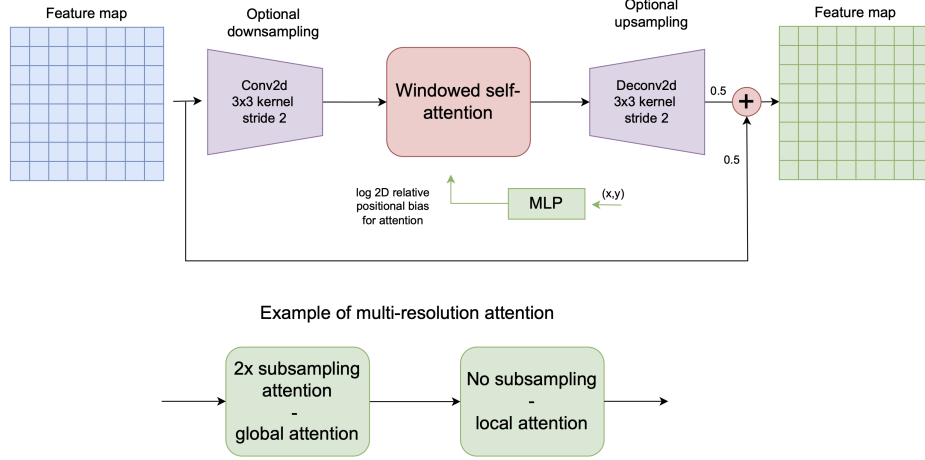 Feature map
Optional
downsampling
Optional
upsampling
Feature map
Conv2d
3x3 kernel
stride 2
Windowed self-
attention
Deconv2d
3x3 kernel
stride 2
0.5
+
0.5
log 2D relative
positional bias
for attention
MLP
(x,y)
Example of multi-resolution attention
2x subsampling
attention
-
global attention
No subsampling
-
local attention